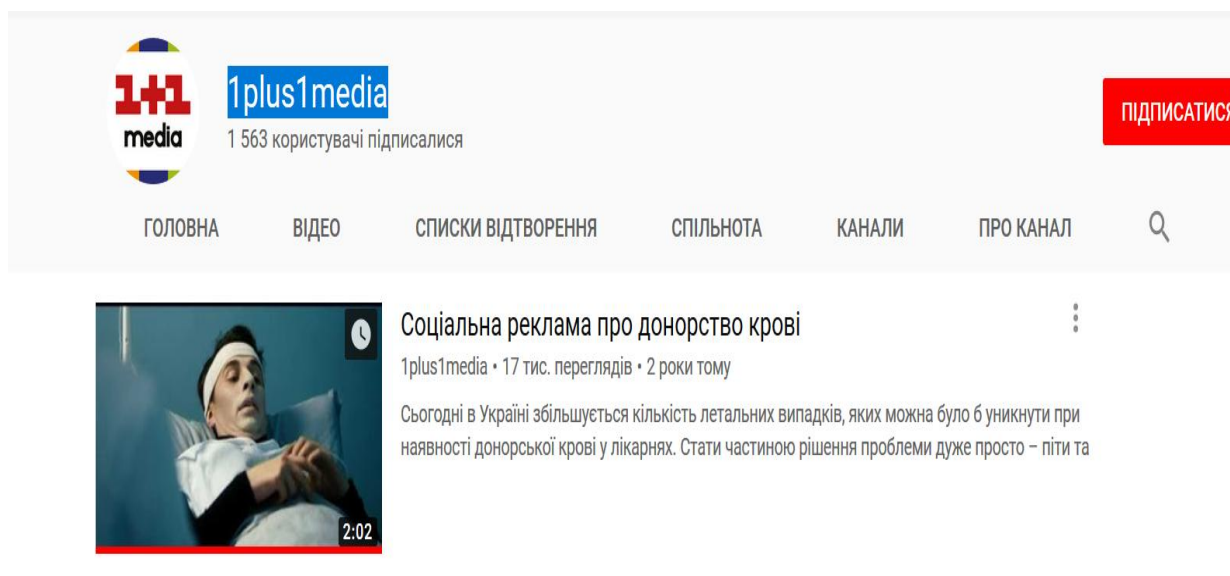 1+1
media
1plus1media
1 563 користувачі підписалися
ПІДПИСАТИСЯ
ГОЛОВНА ВІДЕО СПИСКИ ВІДТВОРЕННЯ СПІЛЬНОТА КАНАЛИ ПРО КАНАЛ
Соціальна реклама про донорство крові
1plus1media • 17 тис. переглядів • 2 роки тому
Сьогодні в Україні збільшується кількість летальних випадків, яких можна було б уникнути при
наявності донорської крові у лікарнях. Стати частиною рішення проблеми дуже просто – піти та
2:02